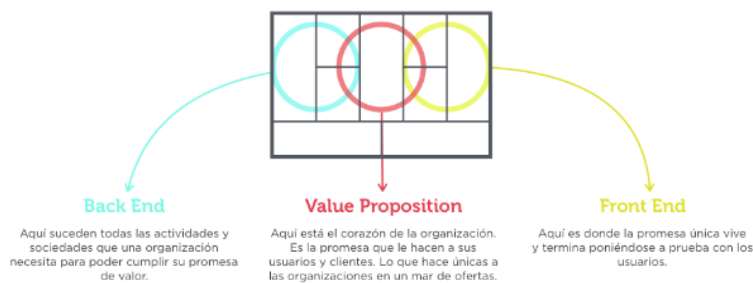 Back End
Aquí suceden todas las actividades y
sociedades que una organización
necesita para poder cumplir su promesa
de valor.
Value Proposition
Aquí está el corazón de la organización.
Es la promesa que le hacen a sus
usuarios y clientes. Lo que hace únicas a
las organizaciones en un mar de ofertas.
Front End
Aquí es donde la promesa única vive
y termina poniéndose a prueba con los
usuarios.